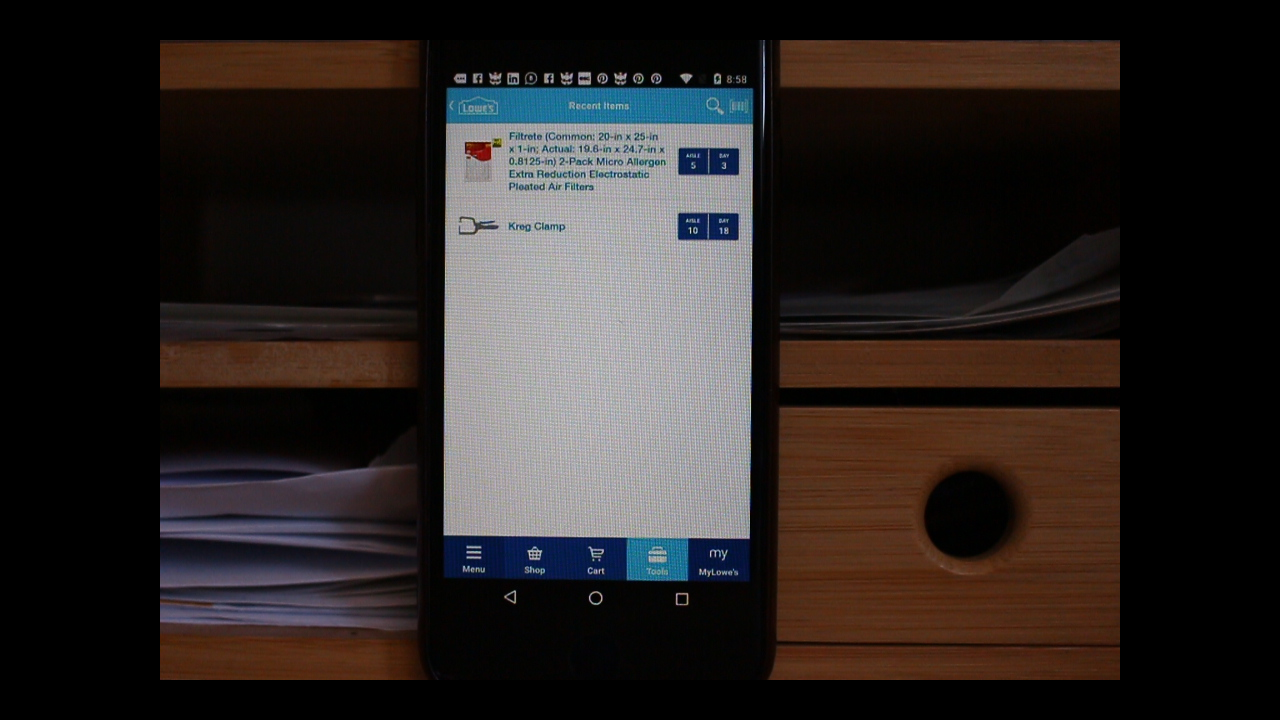 8:58
LOWE'S
Recent Items
Filtrete (Common: 20-in x 25-in
x 1-in; Actual: 19.6-in x 24.7-in x
0.8125-in) 2-Pack Micro Allergen
Extra Reduction Electrostatic
Pleated Air Filters
AISLE BAY
5 3
Kreg Clamp
AISLE BAY
10 18
Menu Shop Cart Tools my MyLowe's